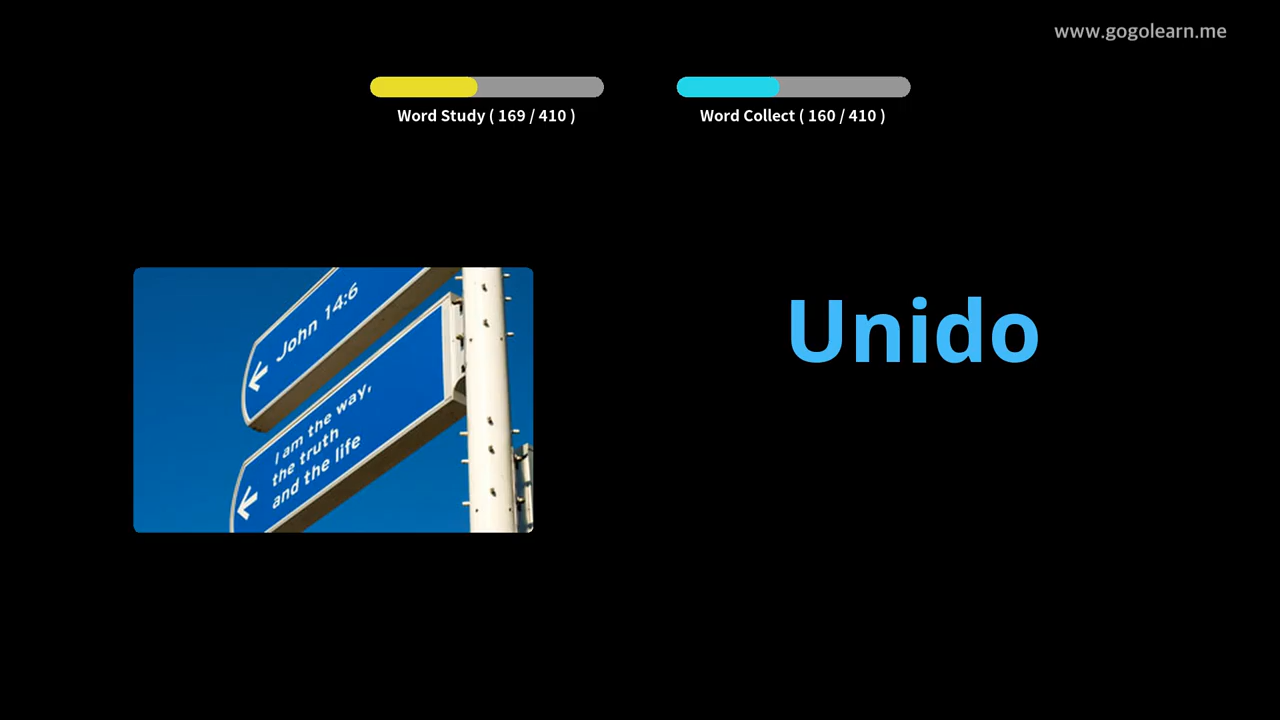 www.gogolearn.me
Word Study ( 169 / 410 )
Word Collect ( 160 / 410 )
John 14:6
I am the way,
the truth
and the life
Unido